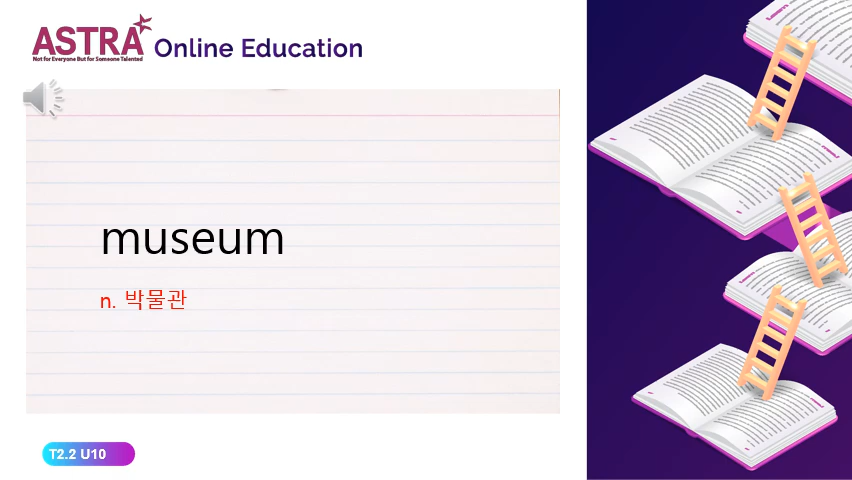 ASTRA Online Education
Not for Everyone But for Someone Talented
museum
n. 박물관
T2.2 U10